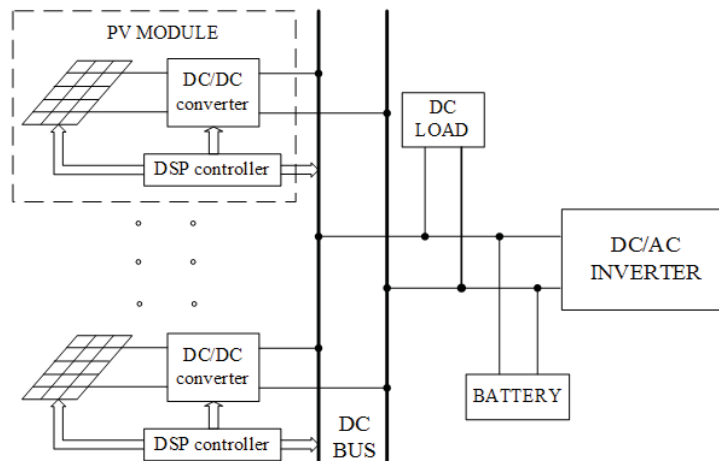 PV MODULE
DC/DC
converter
DSP controller
DC
LOAD
DC/AC
INVERTER
DC/DC
converter
BATTERY
DSP controller
DC
BUS